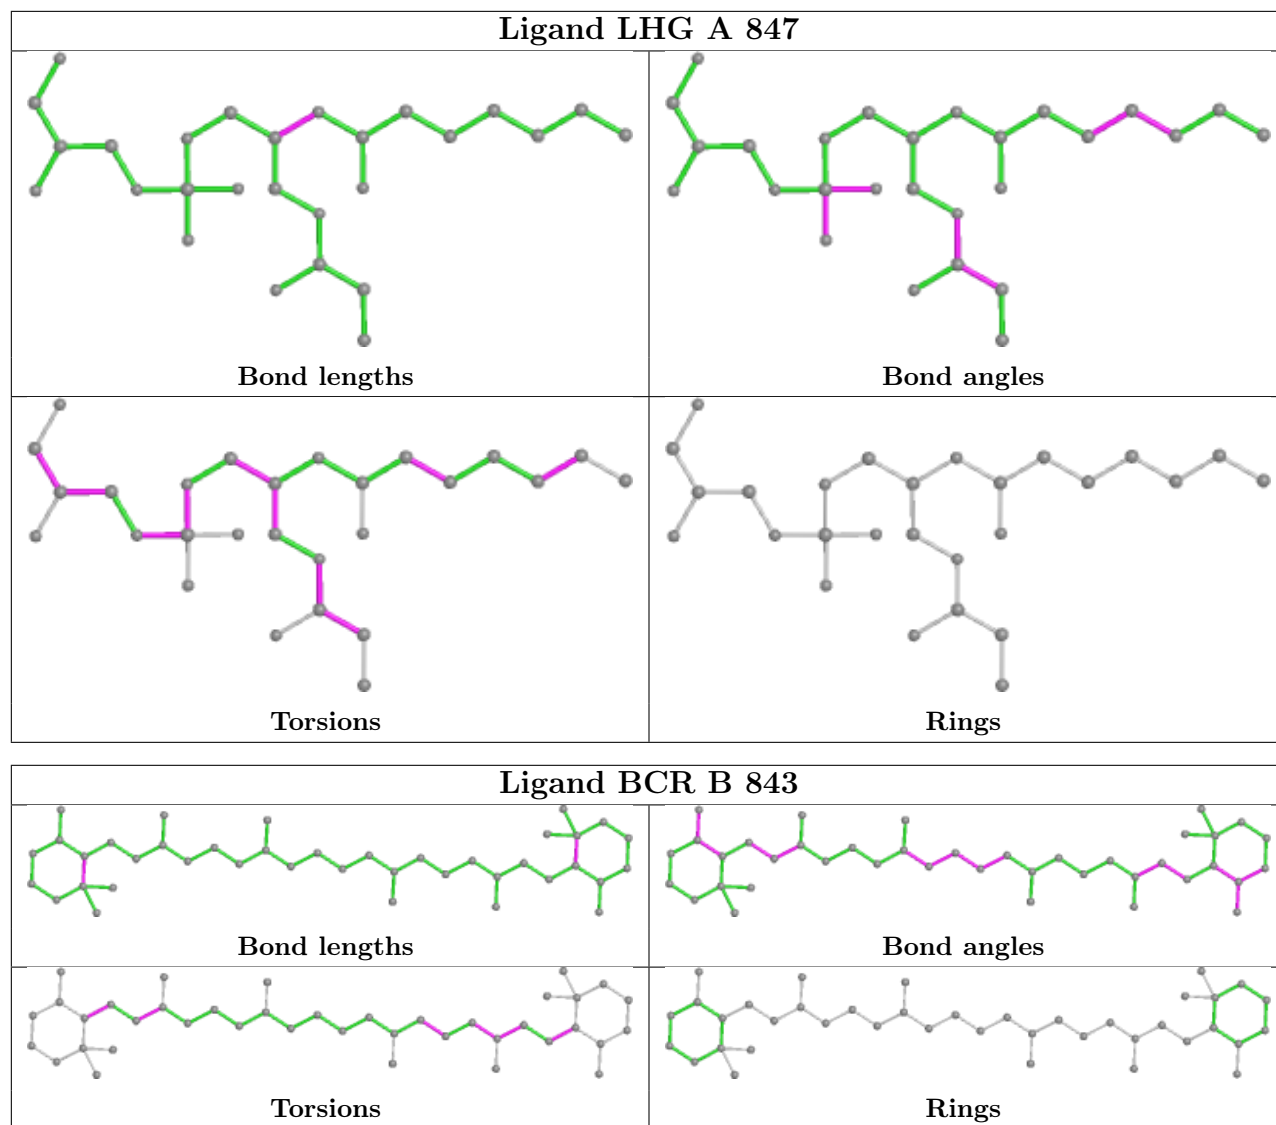 Ligand LHG A 847
Bond lengths
Bond angles
Torsions
Rings
Ligand BCR B 843
Bond lengths
Bond angles
Torsions
Rings